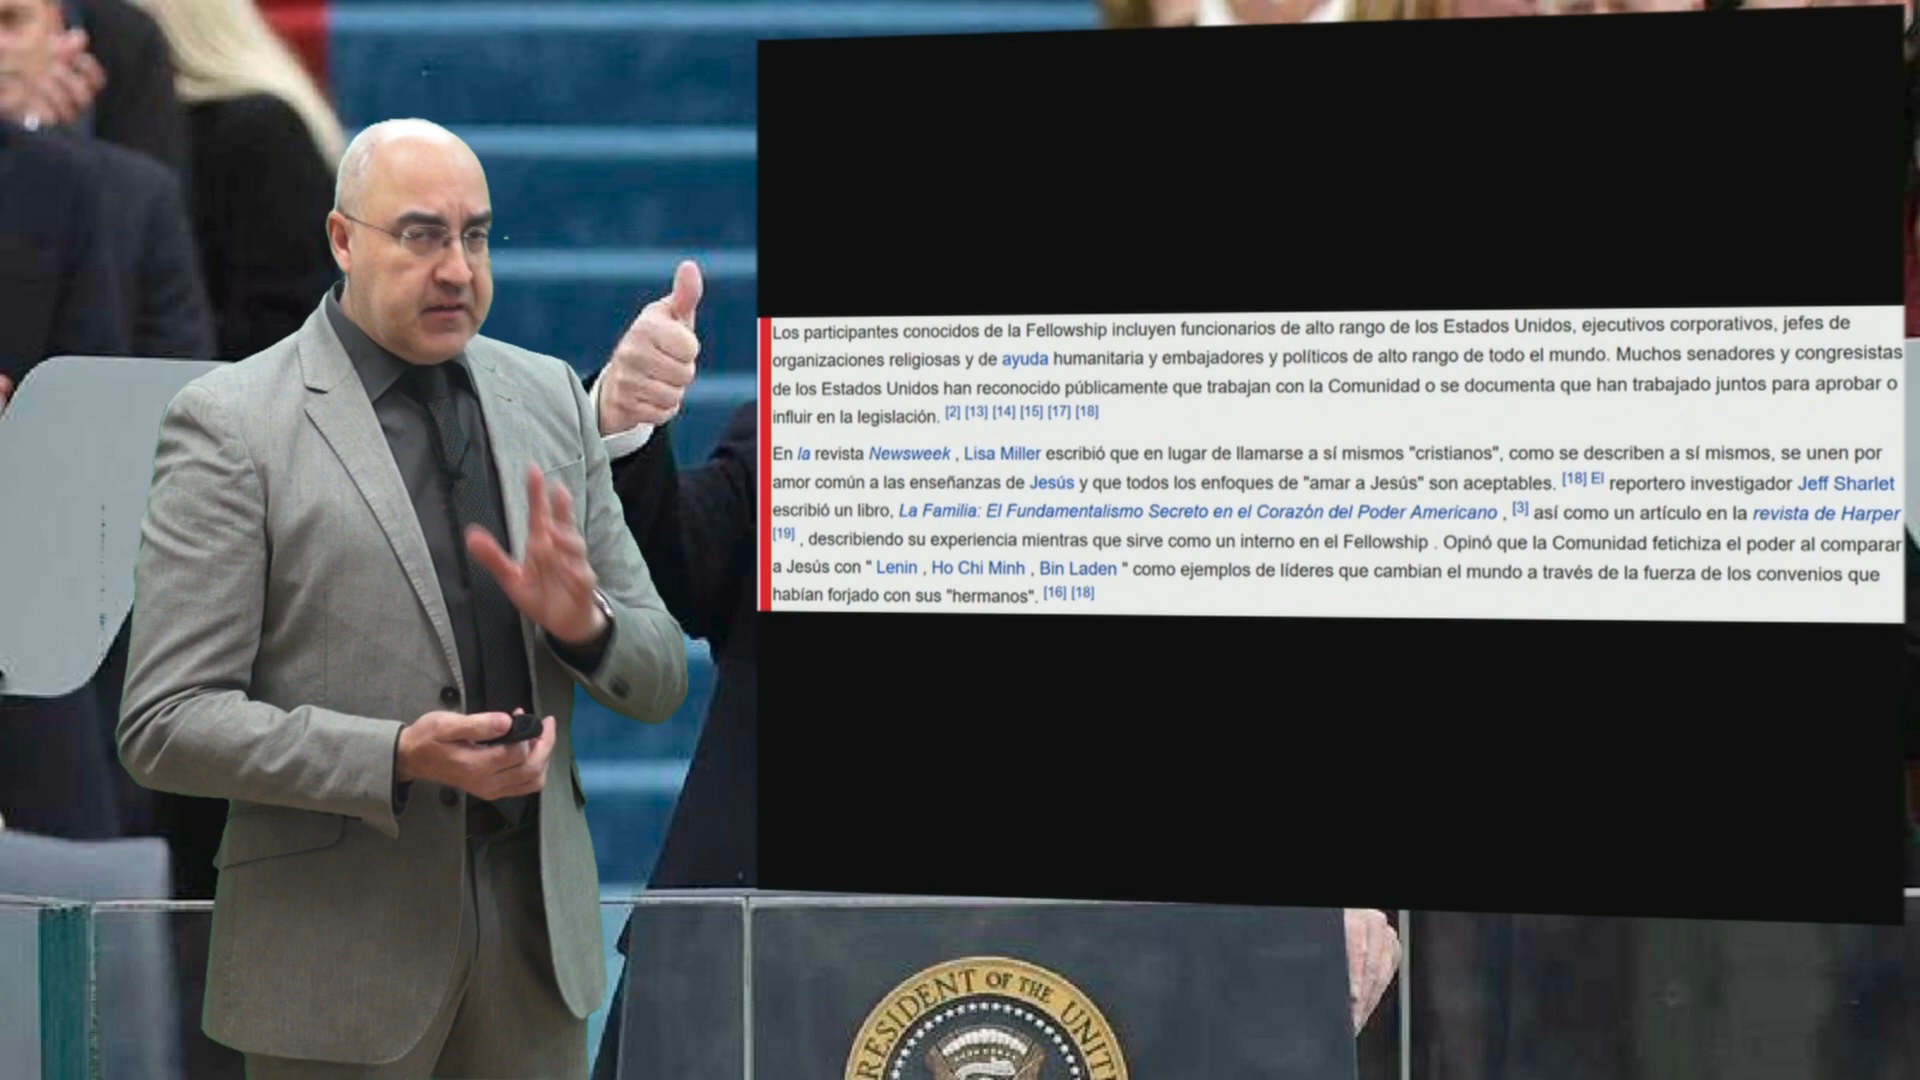 Los participantes conocidos de la Fellowship incluyen funcionarios de alto rango de los Estados Unidos, ejecutivos corporativos, jefes de
organizaciones religiosas y de ayuda humanitaria y embajadores y políticos de alto rango de todo el mundo. Muchos senadores y congresistas
de los Estados Unidos han reconocido públicamente que trabajan con la Comunidad o se documenta que han trabajado juntos para aprobar o
influir en la legislación. [2] [13] [14] [15] [17] [18]
En la revista Newsweek , Lisa Miller escribió que en lugar de llamarse a sí mismos "cristianos", como se describen a sí mismos, se unen por
amor común a las enseñanzas de Jesús y que todos los enfoques de "amar a Jesús" son aceptables. [18] El reportero investigador Jeff Sharlet
escribió un libro, La Familia: El Fundamentalismo Secreto en el Corazón del Poder Americano , [3] así como un artículo en la revista de Harper
[19] , describiendo su experiencia mientras que sirve como un interno en el Fellowship . Opinó que la Comunidad fetichiza el poder al comparar
a Jesús con " Lenin , Ho Chi Minh , Bin Laden " como ejemplos de líderes que cambian el mundo a través de la fuerza de los convenios que
habían forjado con sus "hermanos". [16] [18]
RESIDENT OF THE UNIT